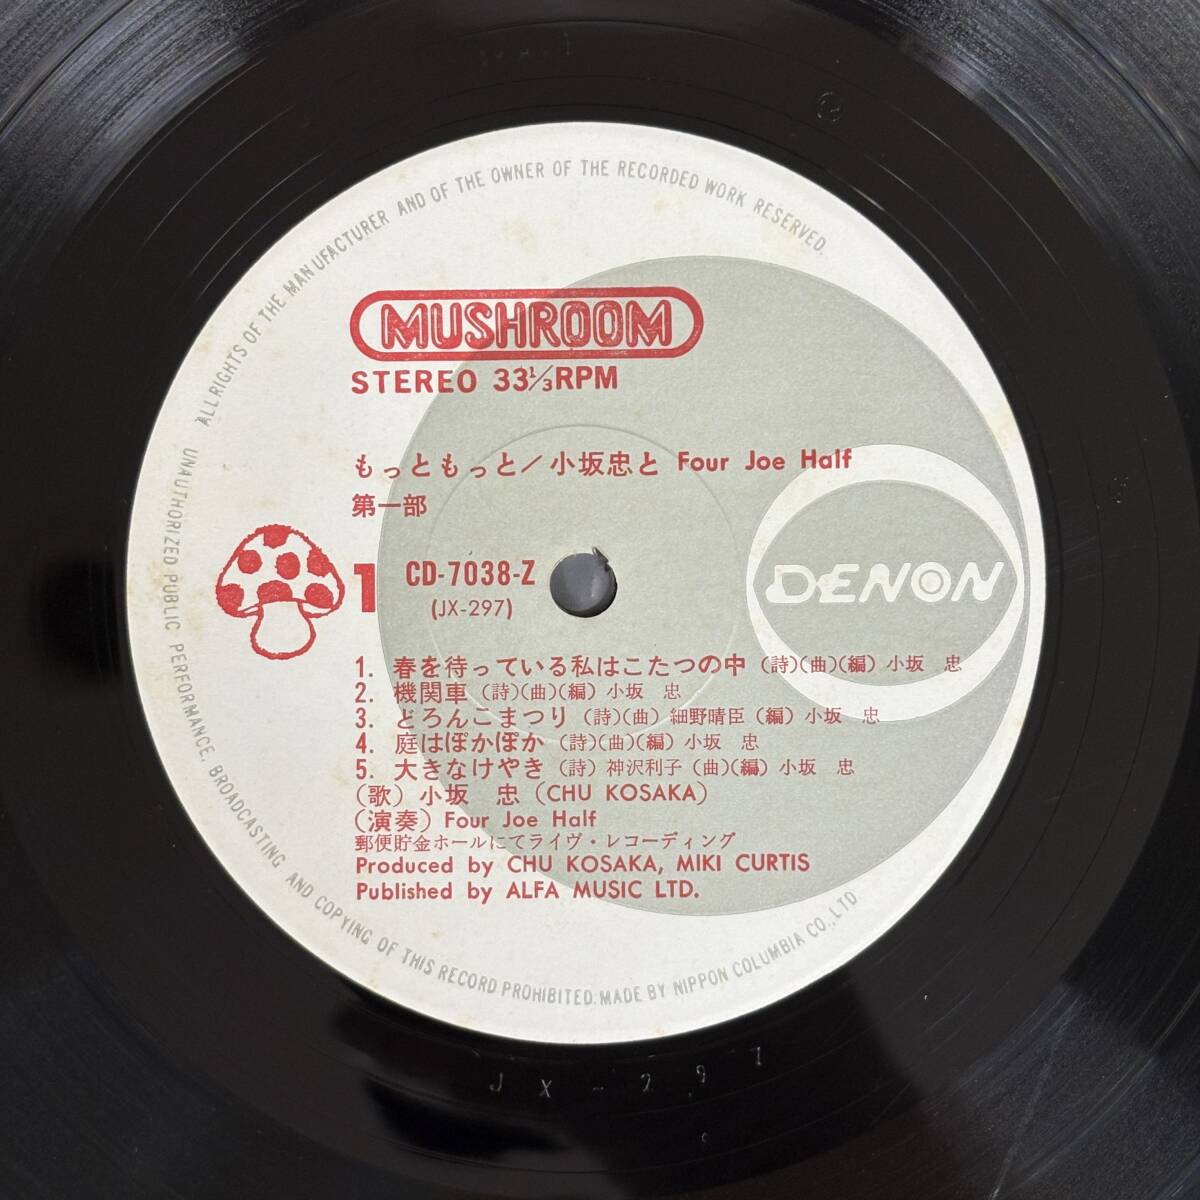 ALL RIGHTS OF THE MANUFACTURER AND OF THE OWNER OF THE RECORDED WORK RESERVED.
MUSHROOM
STEREO 33⅓RPM
もっともっと/小坂忠と Four Joe Half
第一部
1 CD-7038-Z
(JX-297)
DENON
1. 春を待っている私はこたつの中 (詩)(曲)(編) 小坂 忠
2. 機関車 (詩)(曲)(編) 小坂 忠
3. どろんこまつり (詩)(曲) 細野晴臣 (編) 小坂 忠
4. 庭はぽかぽか (詩)(曲)(編) 小坂 忠
5. 大きなけやき (詩) 神沢利子 (曲)(編) 小坂 忠
(歌) 小坂 忠 (CHU KOSAKA)
(演奏) Four Joe Half
郵便貯金ホールにてライヴ・レコーディング
Produced by CHU KOSAKA, MIKI CURTIS
Published by ALFA MUSIC LTD.
UNAUTHORIZED PUBLIC PERFORMANCE, BROADCASTING AND COPYING OF THIS RECORD PROHIBITED. MADE BY NIPPON COLUMBIA CO., LTD
JX-297